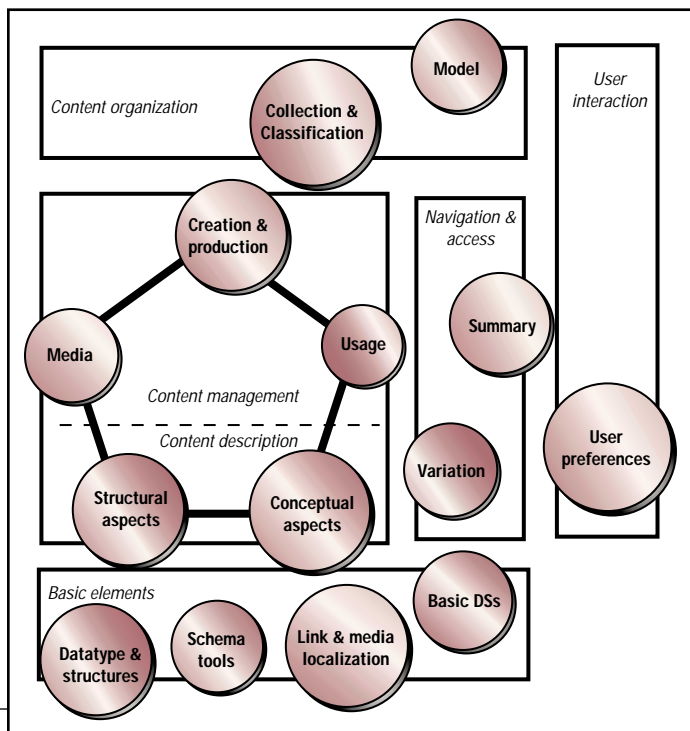 Model
Content organization
Collection &
Classification
User
interaction
Creation &
production
Navigation &
access
Media
Usage
Summary
Content management
Content description
User
preferences
Variation
Structural
aspects
Conceptual
aspects
Basic elements
Basic DSs
Datatype &
structures
Schema
tools
Link & media
localization